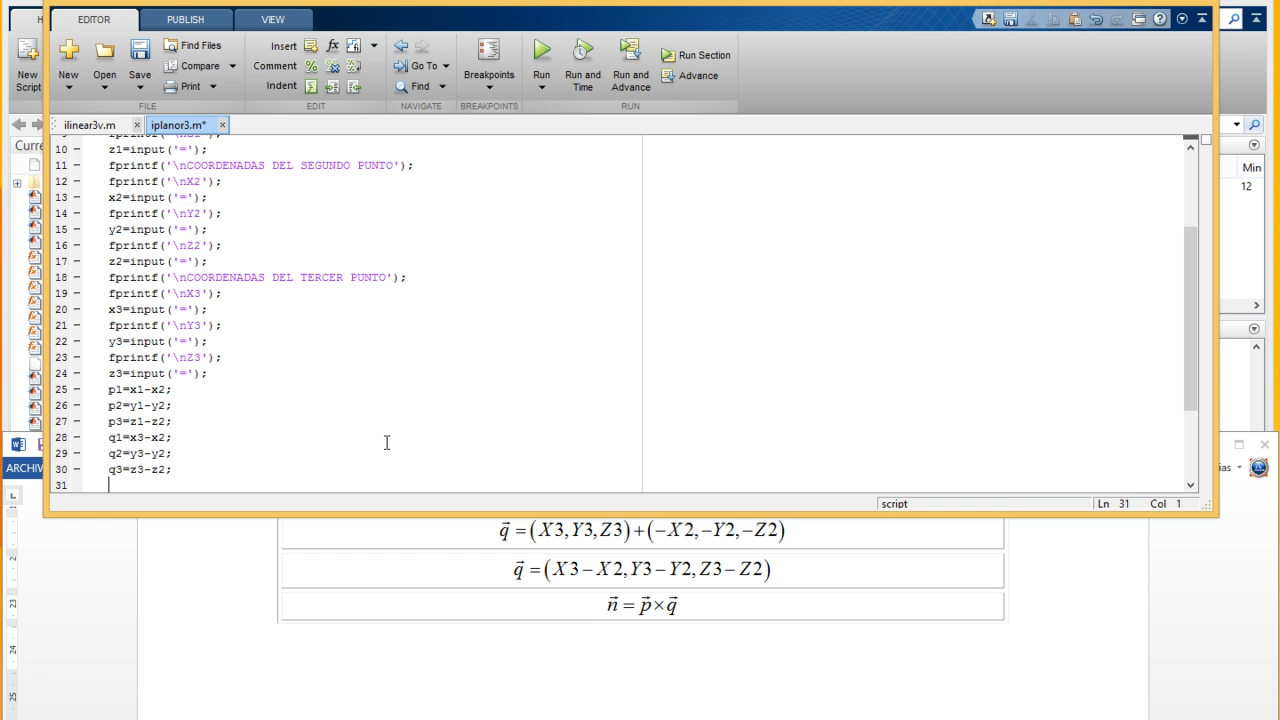 EDITOR
PUBLISH
VIEW
New Script
New
Open
Save
Find Files
Compare
Print
Insert
fx
Comment
Indent
Go To
Find
Breakpoints
Run
Run and Time
Run and Advance
Run Section
Advance
FILE
EDIT
NAVIGATE
BREAKPOINTS
RUN
ilinear3v.m
iplanor3.m*
Curre
Min
12
10 z1=input('=');
11 fprintf('\nCOORDENADAS DEL SEGUNDO PUNTO');
12 fprintf('\nX2');
13 x2=input('=');
14 fprintf('\nY2');
15 y2=input('=');
16 fprintf('\nZ2');
17 z2=input('=');
18 fprintf('\nCOORDENADAS DEL TERCER PUNTO');
19 fprintf('\nX3');
20 x3=input('=');
21 fprintf('\nY3');
22 y3=input('=');
23 fprintf('\nZ3');
24 z3=input('=');
25 p1=x1-x2;
26 p2=y1-y2;
27 p3=z1-z2;
28 q1=x3-x2;
29 q2=y3-y2;
30 q3=z3-z2;
31
script
Ln 31 Col 1
ARCHIV
ias
q⃗ = (X3,Y3,Z3)+(−X2,−Y2,−Z2)
q⃗ = (X3−X2,Y3−Y2,Z3−Z2)
n⃗ = p⃗×q⃗
2
23
24
25